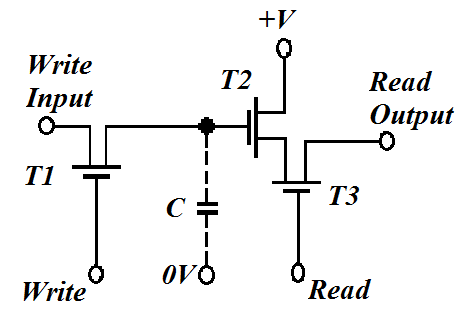 +V
Write
Input
T2
Read
Output
T1
T3
C
0V
Write
Read